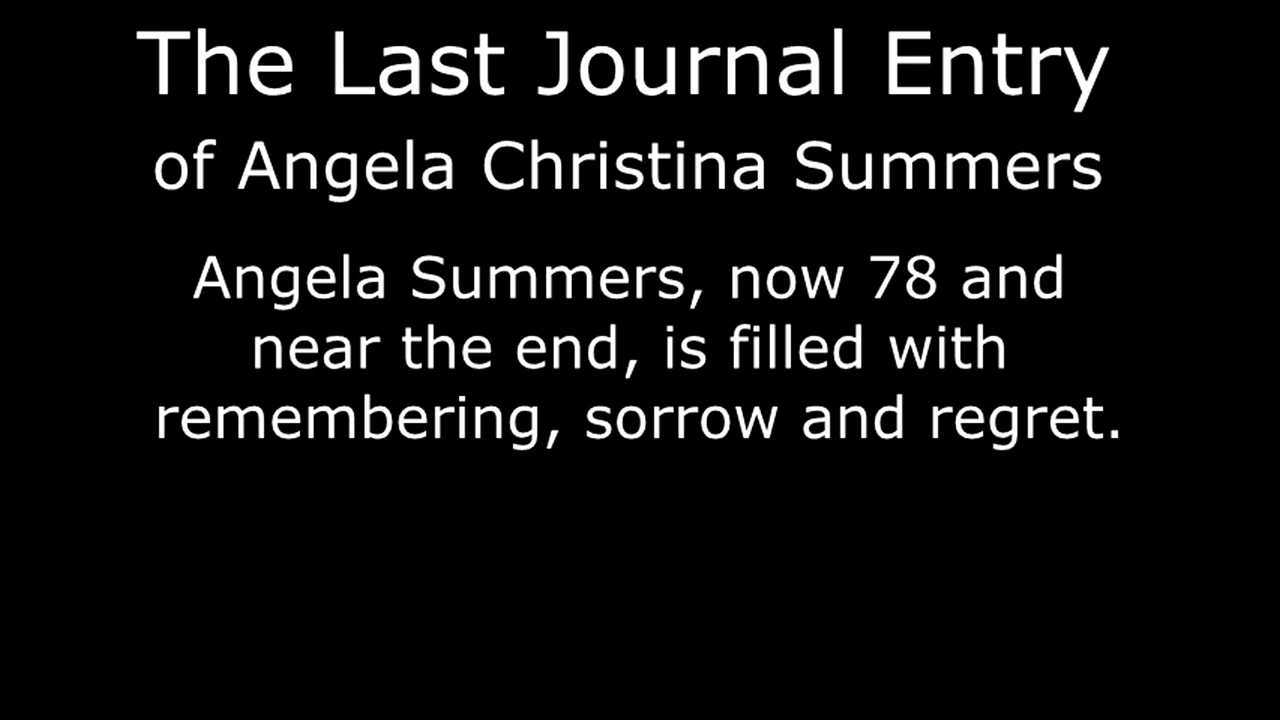 The Last Journal Entry
of Angela Christina Summers
Angela Summers, now 78 and
near the end, is filled with
remembering, sorrow and regret.